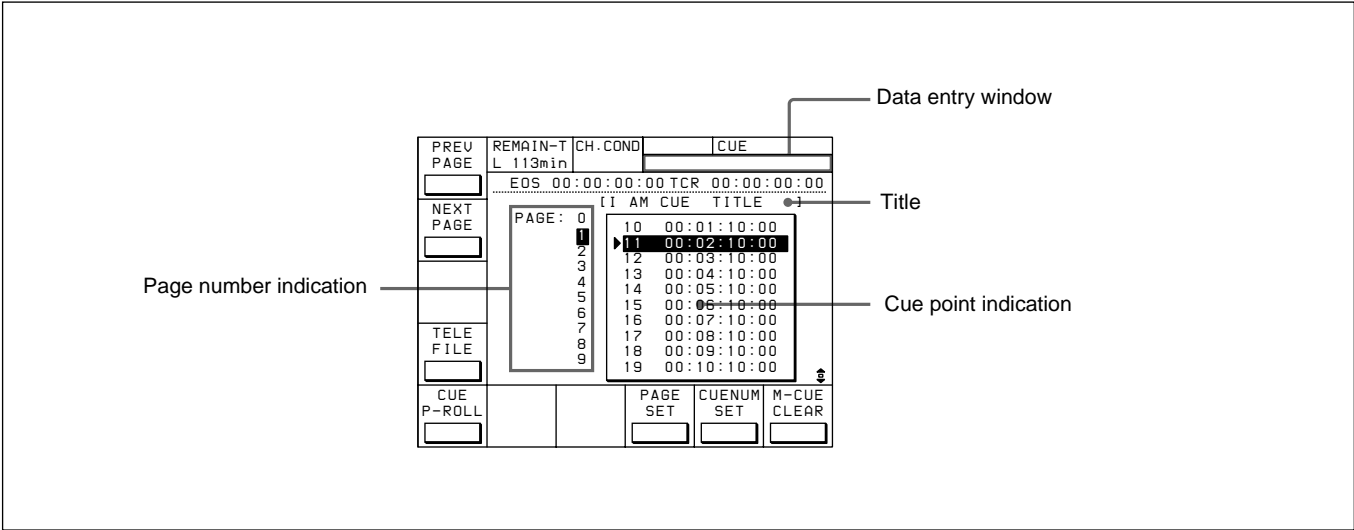 Data entry window
PREV PAGE
REMAIN-T
L 113min
CH.COND
CUE
EOS 00:00:00:00 TCR 00:00:00:00
[I AM CUE TITLE ]
Title
NEXT PAGE
PAGE: 0
1
2
3
4
5
6
7
8
9
10 00:01:10:00
11 00:02:10:00
12 00:03:10:00
13 00:04:10:00
14 00:05:10:00
15 00:06:10:00
16 00:07:10:00
17 00:08:10:00
18 00:09:10:00
19 00:10:10:00
Page number indication
Cue point indication
TELE FILE
CUE P-ROLL
PAGE SET
CUENUM SET
M-CUE CLEAR